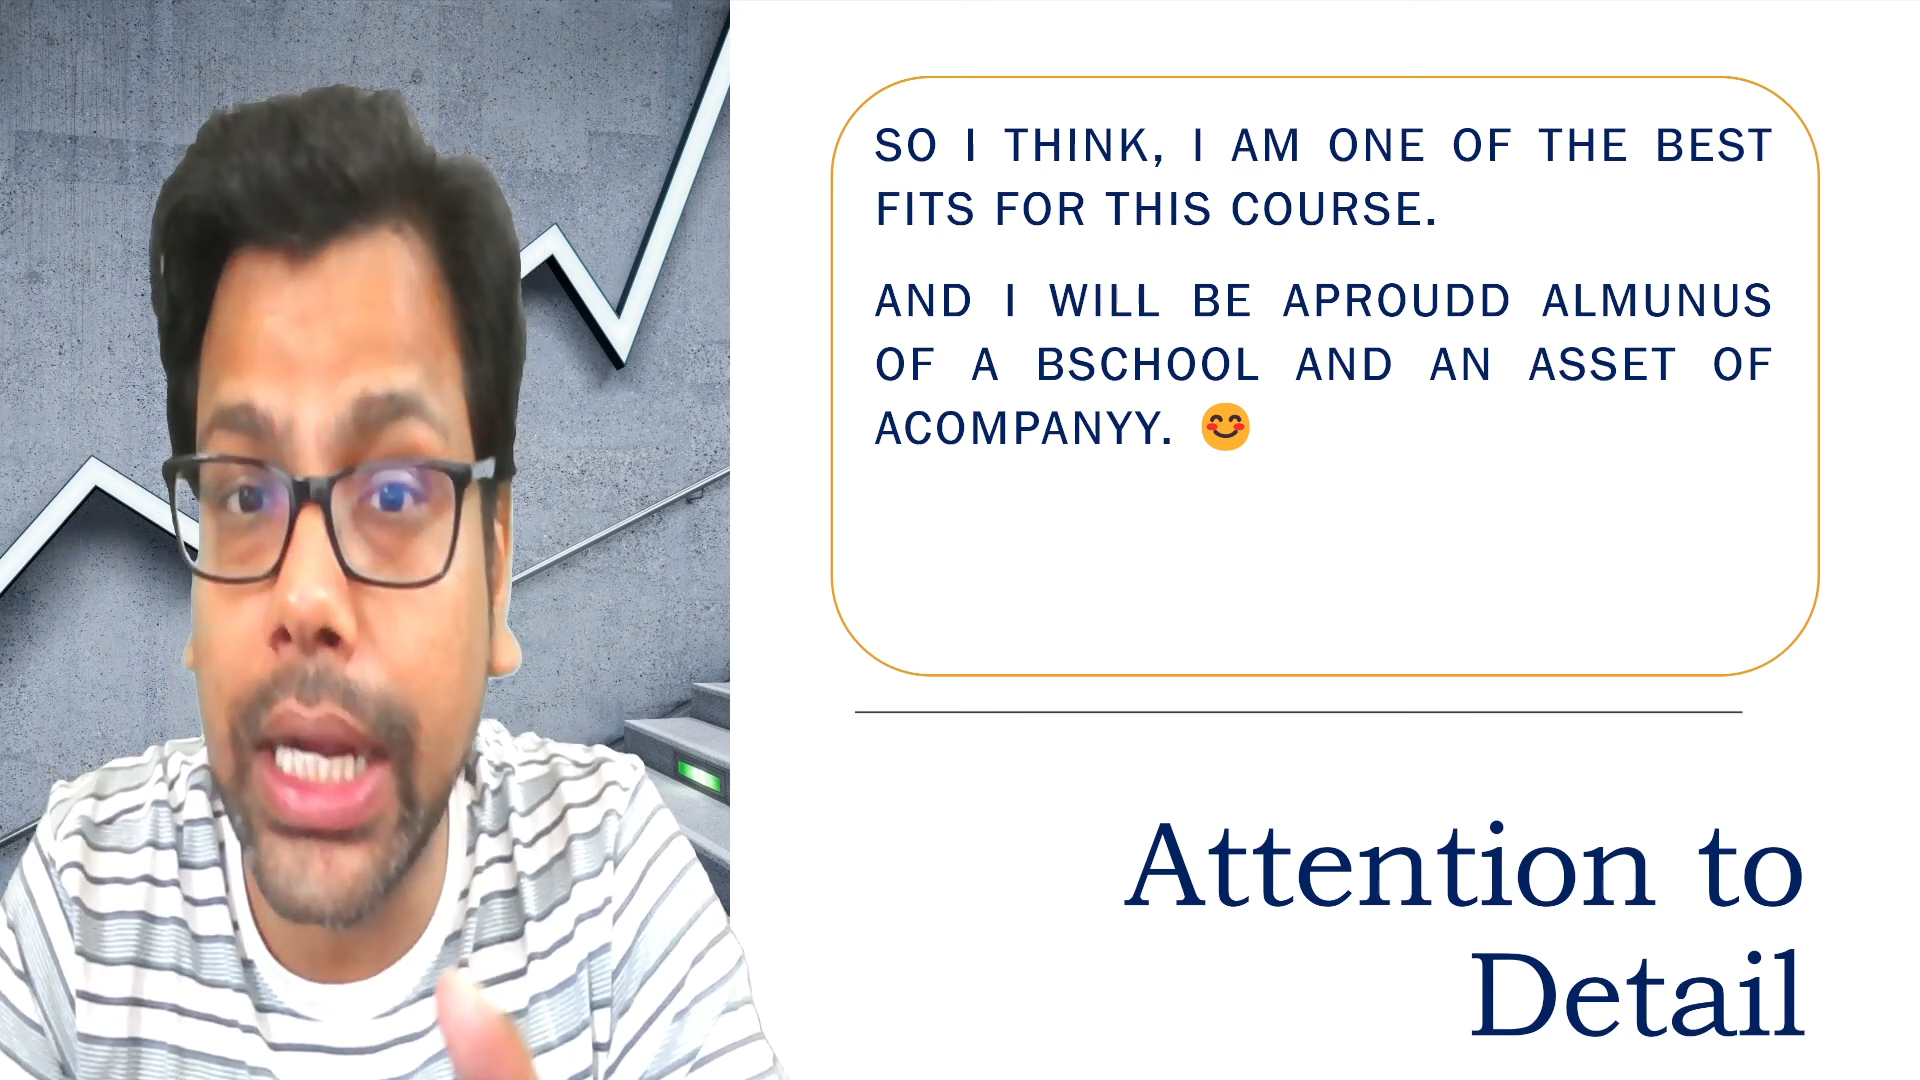 SO I THINK, I AM ONE OF THE BEST
FITS FOR THIS COURSE.
AND I WILL BE APROUDD ALMUNUS
OF A BSCHOOL AND AN ASSET OF
ACOMPANYY. 😊
Attention to
Detail